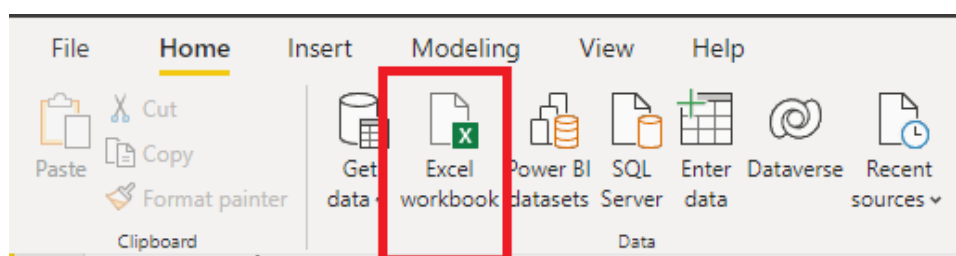 File Home Insert Modeling View Help
Cut
Copy
Format painter
Paste
Clipboard
Get
data
Excel
workbook
Power BI
datasets
SQL
Server
Enter
data
Dataverse
Recent
sources
Data